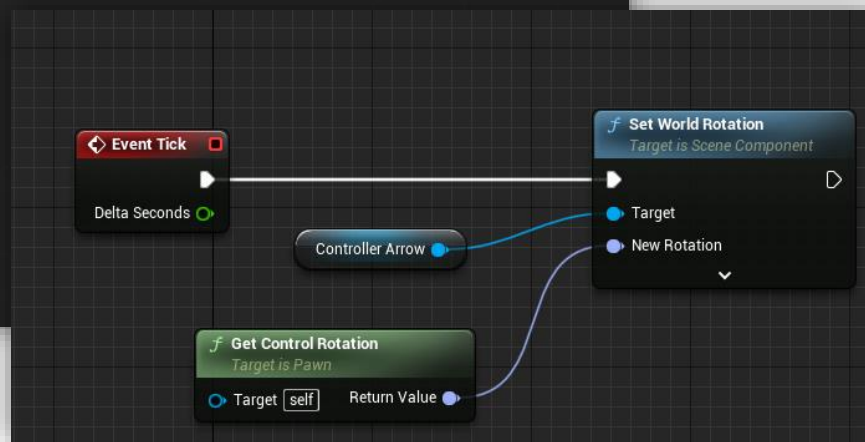 Event Tick
Delta Seconds
f Set World Rotation
Target is Scene Component
Target
New Rotation
Controller Arrow
f Get Control Rotation
Target is Pawn
Target self Return Value